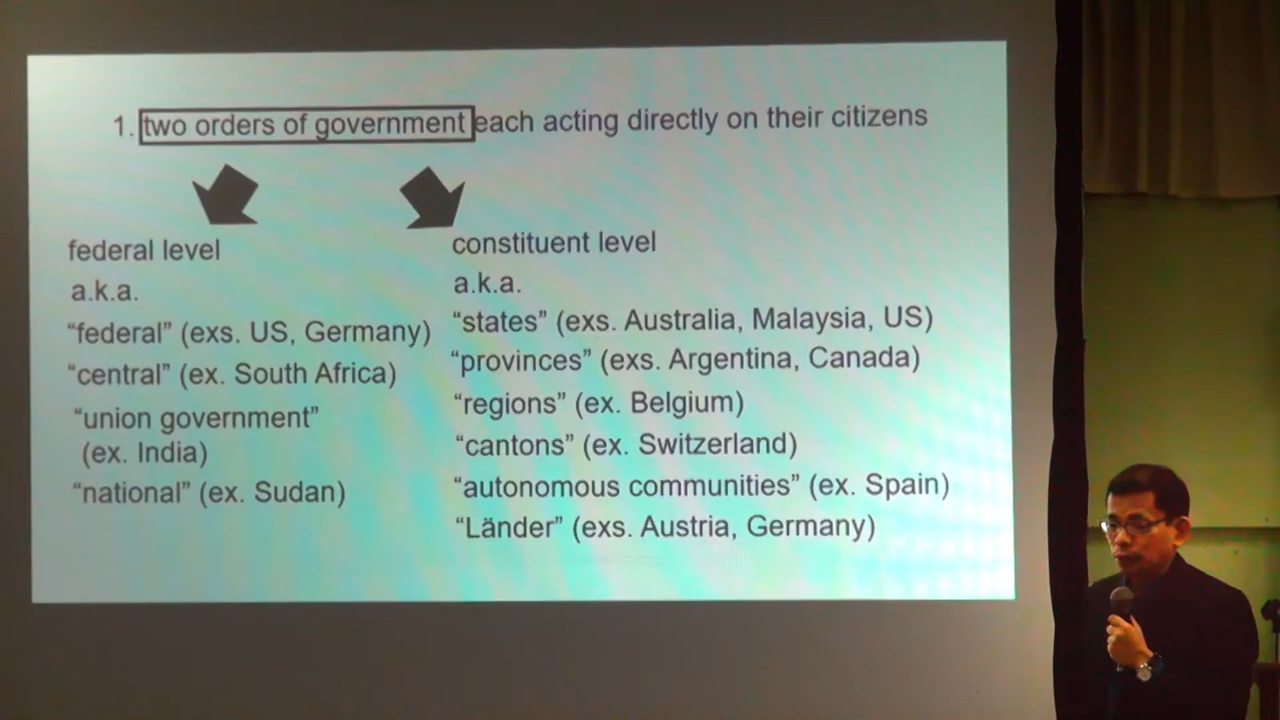 1. two orders of government each acting directly on their citizens
federal level
a.k.a.
“federal” (exs. US, Germany)
“central” (ex. South Africa)
“union government”
(ex. India)
“national” (ex. Sudan)
constituent level
a.k.a.
“states” (exs. Australia, Malaysia, US)
“provinces” (exs. Argentina, Canada)
“regions” (ex. Belgium)
“cantons” (ex. Switzerland)
“autonomous communities” (ex. Spain)
“Länder” (exs. Austria, Germany)